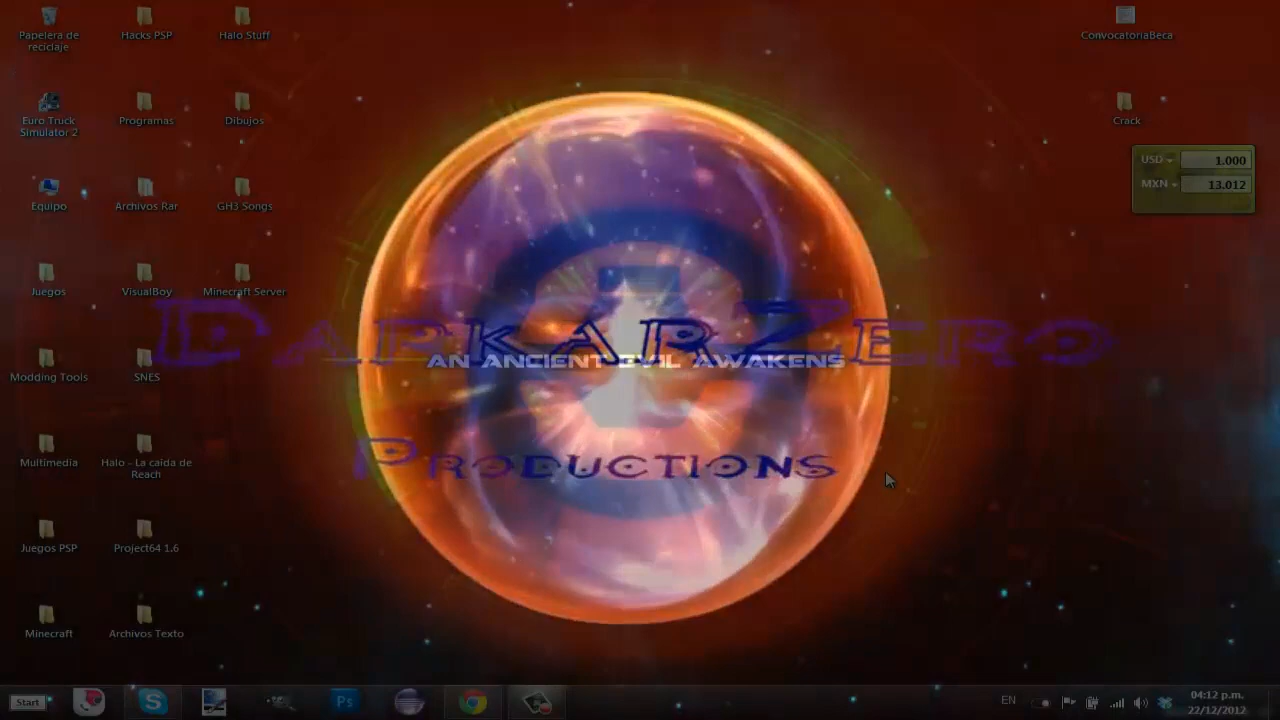 Papelera de
reciclaje
Hacks PSP
Halo Stuff
ConvocatoriaBeca
Euro Truck
Simulator 2
Programas
Dibujos
Crack
USD
1.000
MXN
13.012
Equipo
Archivos Rar
GH3 Songs
Juegos
VisualBoy
Minecraft Server
DarkarZero
AN ANCIENT EVIL AWAKENS
Modding Tools
SNES
Productions
Multimedia
Halo - La caída de
Reach
Juegos PSP
Project64 1.6
Minecraft
Archivos Texto
Start
Ps
EN
04:12 p.m.
22/12/2012